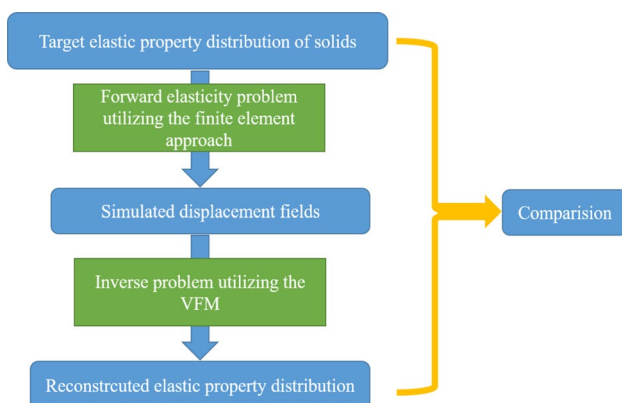 Target elastic property distribution of solids
Forward elasticity problem
utilizing the finite element
approach
Simulated displacement fields
Comparision
Inverse problem utilizing the
VFM
Reconstrcuted elastic property distribution